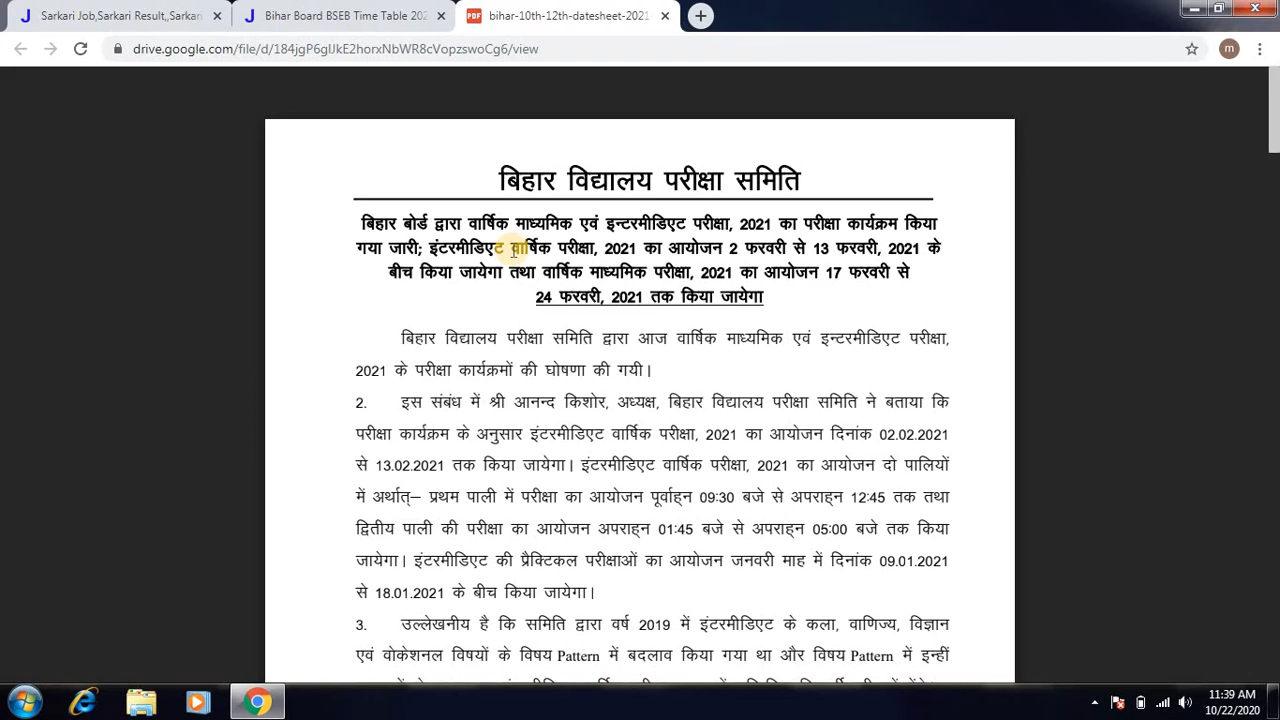 Sarkari Job,Sarkari Result,,Sarka
Bihar Board BSEB Time Table 202
bihar-10th-12th-datesheet-2021-
drive.google.com/file/d/184jgP6glJkE2horxNbWR8cVopzswoCg6/view
m
बिहार विद्यालय परीक्षा समिति
बिहार बोर्ड द्वारा वार्षिक माध्यमिक एवं इन्टरमीडिएट परीक्षा, 2021 का परीक्षा कार्यक्रम किया
गया जारी; इंटरमीडिएट वार्षिक परीक्षा, 2021 का आयोजन 2 फरवरी से 13 फरवरी, 2021 के
बीच किया जायेगा तथा वार्षिक माध्यमिक परीक्षा, 2021 का आयोजन 17 फरवरी से
24 फरवरी, 2021 तक किया जायेगा
बिहार विद्यालय परीक्षा समिति द्वारा आज वार्षिक माध्यमिक एवं इन्टरमीडिएट परीक्षा,
2021 के परीक्षा कार्यक्रमों की घोषणा की गयी।
2. इस संबंध में श्री आनन्द किशोर, अध्यक्ष, बिहार विद्यालय परीक्षा समिति ने बताया कि
परीक्षा कार्यक्रम के अनुसार इंटरमीडिएट वार्षिक परीक्षा, 2021 का आयोजन दिनांक 02.02.2021
से 13.02.2021 तक किया जायेगा। इंटरमीडिएट वार्षिक परीक्षा, 2021 का आयोजन दो पालियों
में अर्थात्– प्रथम पाली में परीक्षा का आयोजन पूर्वाह्न 09:30 बजे से अपराह्न 12:45 तक तथा
द्वितीय पाली की परीक्षा का आयोजन अपराह्न 01:45 बजे से अपराह्न 05:00 बजे तक किया
जायेगा। इंटरमीडिएट की प्रैक्टिकल परीक्षाओं का आयोजन जनवरी माह में दिनांक 09.01.2021
से 18.01.2021 के बीच किया जायेगा।
3. उल्लेखनीय है कि समिति द्वारा वर्ष 2019 में इंटरमीडिएट के कला, वाणिज्य, विज्ञान
एवं वोकेशनल विषयों के विषय Pattern में बदलाव किया गया था और विषय Pattern में इन्हीं
11:39 AM
10/22/2020